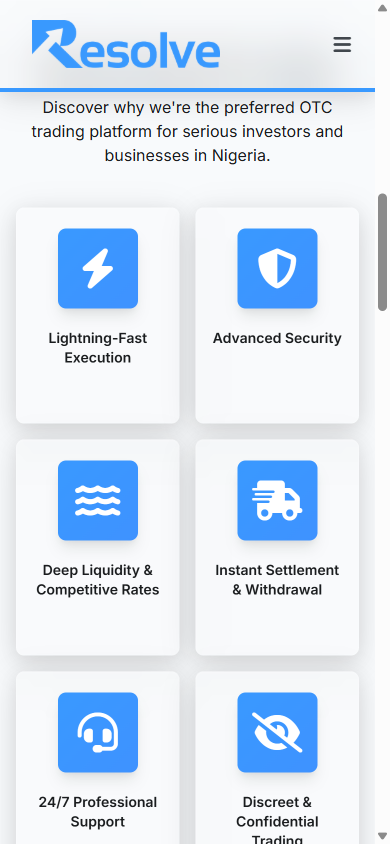 Resolve
Discover why we're the preferred OTC
trading platform for serious investors and
businesses in Nigeria.
Lightning-Fast
Execution
Advanced Security
Deep Liquidity &
Competitive Rates
Instant Settlement
& Withdrawal
24/7 Professional
Support
Discreet &
Confidential
Trading